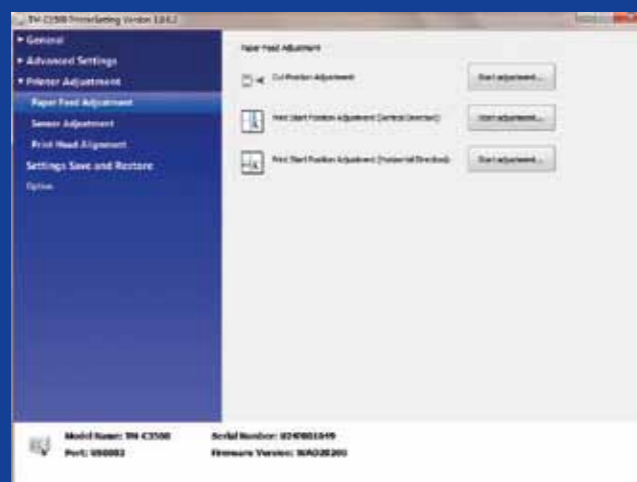 TM-C3500 PrinterSetting Version
General
Advanced Settings
Printer Adjustment
Paper Feed Adjustment
Sensor Adjustment
Print Head Alignment
Settings Save and Restore
Option
Paper Feed Adjustment
Cut Position Adjustment
Start adjustment...
Print Start Position Adjustment (Vertical Direction)
Start adjustment...
Print Start Position Adjustment (Horizontal Direction)
Start adjustment...
Model Name: TM-C3500
Serial Number:
Port:
Firmware Version: